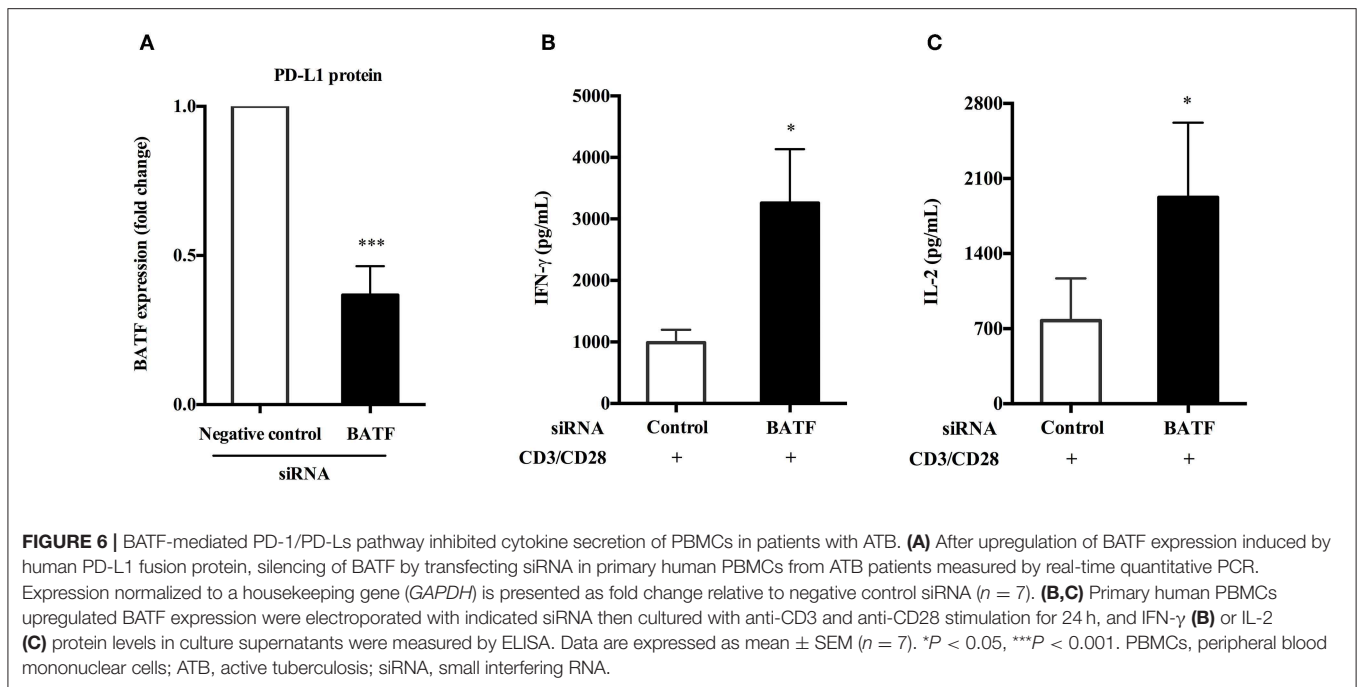 A
PD-L1 protein
BATF expression (fold change)
1.0
0.5
0.0
***
Negative control BATF
siRNA
B
IFN-γ (pg/mL)
5000
4000
3000
2000
1000
0
*
siRNA Control BATF
CD3/CD28 + +
C
IL-2 (pg/mL)
2800
2100
1400
700
0
*
siRNA Control BATF
CD3/CD28 + +
FIGURE 6 | BATF-mediated PD-1/PD-Ls pathway inhibited cytokine secretion of PBMCs in patients with ATB. (A) After upregulation of BATF expression induced by
human PD-L1 fusion protein, silencing of BATF by transfecting siRNA in primary human PBMCs from ATB patients measured by real-time quantitative PCR.
Expression normalized to a housekeeping gene (GAPDH) is presented as fold change relative to negative control siRNA (n = 7). (B,C) Primary human PBMCs
upregulated BATF expression were electroporated with indicated siRNA then cultured with anti-CD3 and anti-CD28 stimulation for 24 h, and IFN-γ (B) or IL-2
(C) protein levels in culture supernatants were measured by ELISA. Data are expressed as mean ± SEM (n = 7). *P < 0.05, ***P < 0.001. PBMCs, peripheral blood
mononuclear cells; ATB, active tuberculosis; siRNA, small interfering RNA.